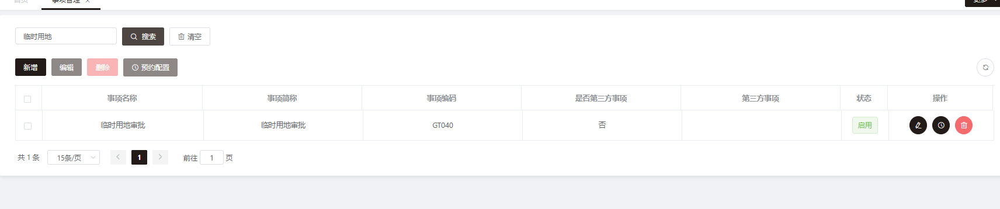 首页 事项管理 ×
更多
临时用地 搜索 清空
新增 编辑 删除 预约配置
事项名称 事项简称 事项编码 是否第三方事项 第三方事项 状态 操作
临时用地审批 临时用地审批 GT040 否 启用
共 1 条 15条/页 1 前往 1 页